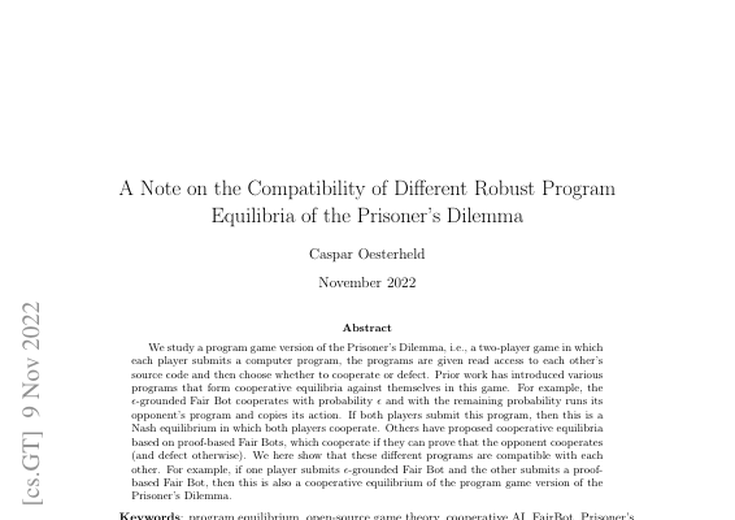 A Note on the Compatibility of Different Robust Program
Equilibria of the Prisoner's Dilemma
Caspar Oesterheld
November 2022
[cs.GT] 9 Nov 2022
Abstract
We study a program game version of the Prisoner's Dilemma, i.e., a two-player game in which
each player submits a computer program, the programs are given read access to each other's
source code and then choose whether to cooperate or defect. Prior work has introduced various
programs that form cooperative equilibria against themselves in this game. For example, the
ϵ-grounded Fair Bot cooperates with probability ϵ and with the remaining probability runs its
opponent's program and copies its action. If both players submit this program, then this is a
Nash equilibrium in which both players cooperate. Others have proposed cooperative equilibria
based on proof-based Fair Bots, which cooperate if they can prove that the opponent cooperates
(and defect otherwise). We here show that these different programs are compatible with each
other. For example, if one player submits ϵ-grounded Fair Bot and the other submits a proof-
based Fair Bot, then this is also a cooperative equilibrium of the program game version of the
Prisoner's Dilemma.
Keywords: program equilibrium, open-source game theory, cooperative AI, FairBot, Prisoner's